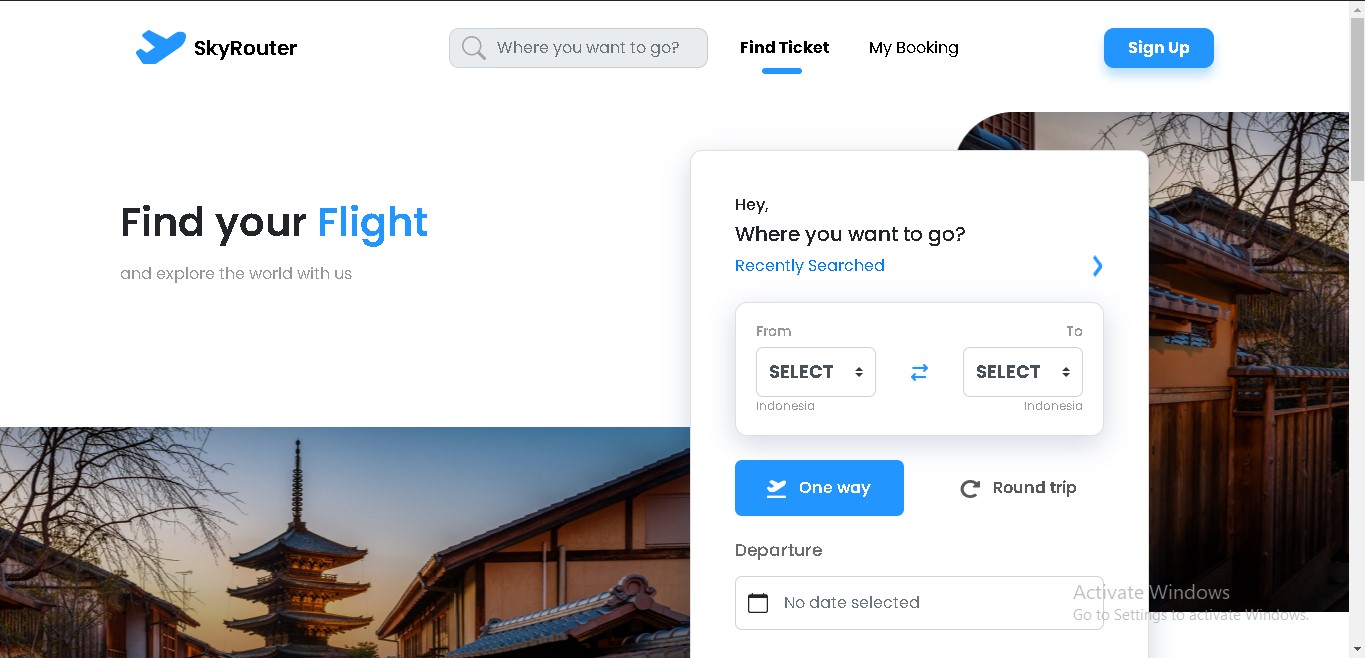 SkyRouter
Where you want to go?
Find Ticket
My Booking
Sign Up
Find your Flight
and explore the world with us
Hey,
Where you want to go?
Recently Searched
From
To
SELECT
SELECT
Indonesia
Indonesia
One way
Round trip
Departure
No date selected
Activate Windows
Go to Settings to activate Windows.